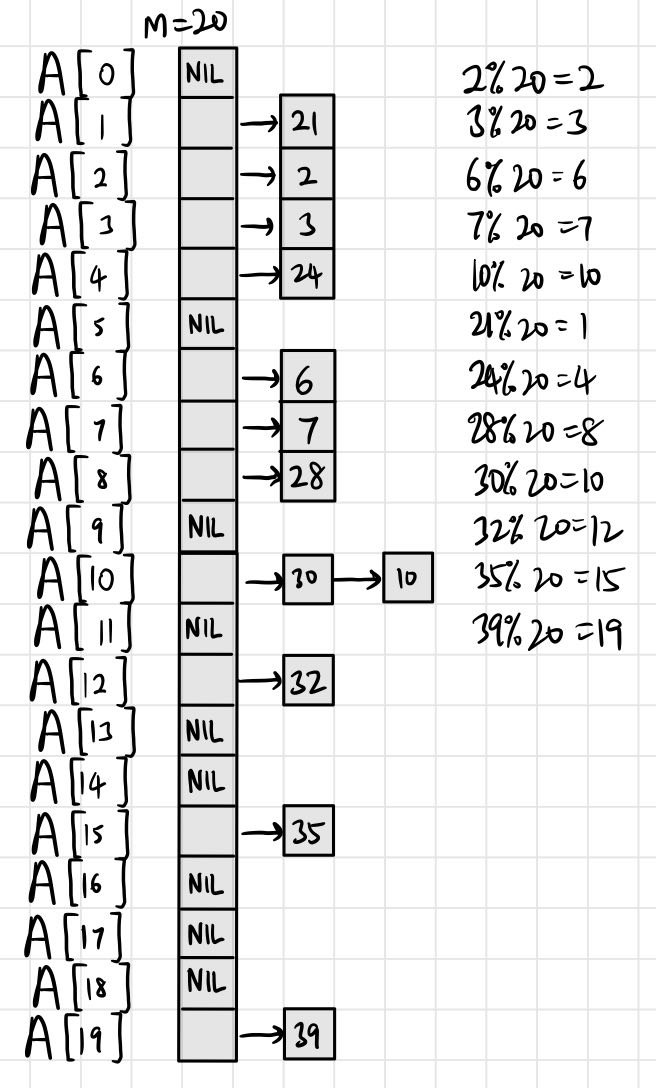 M=20
A[0] NIL 2%20=2
A[1] → 21 3%20=3
A[2] → 2 6%20=6
A[3] → 3 7%20=7
A[4] → 24 10%20=10
A[5] NIL 21%20=1
A[6] → 6 24%20=4
A[7] → 7 28%20=8
A[8] → 28 30%20=10
A[9] NIL 32%20=12
A[10] → 30 → 10 35%20=15
A[11] NIL 39%20=19
A[12] → 32
A[13] NIL
A[14] NIL
A[15] → 35
A[16] NIL
A[17] NIL
A[18] NIL
A[19] → 39